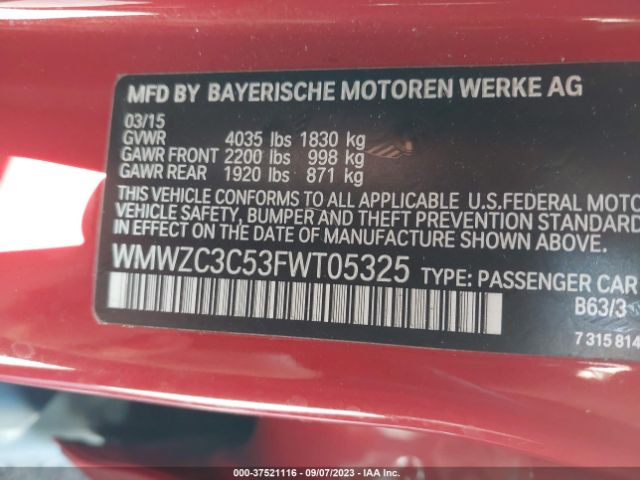 MFD BY BAYERISCHE MOTOREN WERKE AG
03/15
GVWR 4035 lbs 1830 kg
GAWR FRONT 2200 lbs 998 kg
GAWR REAR 1920 lbs 871 kg
THIS VEHICLE CONFORMS TO ALL APPLICABLE U.S.FEDERAL MOTO
VEHICLE SAFETY, BUMPER AND THEFT PREVENTION STANDARD
IN EFFECT ON THE DATE OF MANUFACTURE SHOWN ABOVE.
WMWZC3C53FWT05325 TYPE: PASSENGER CAR
B63/3
7 315 814
000-37521116 - 09/07/2023 - IAA Inc.